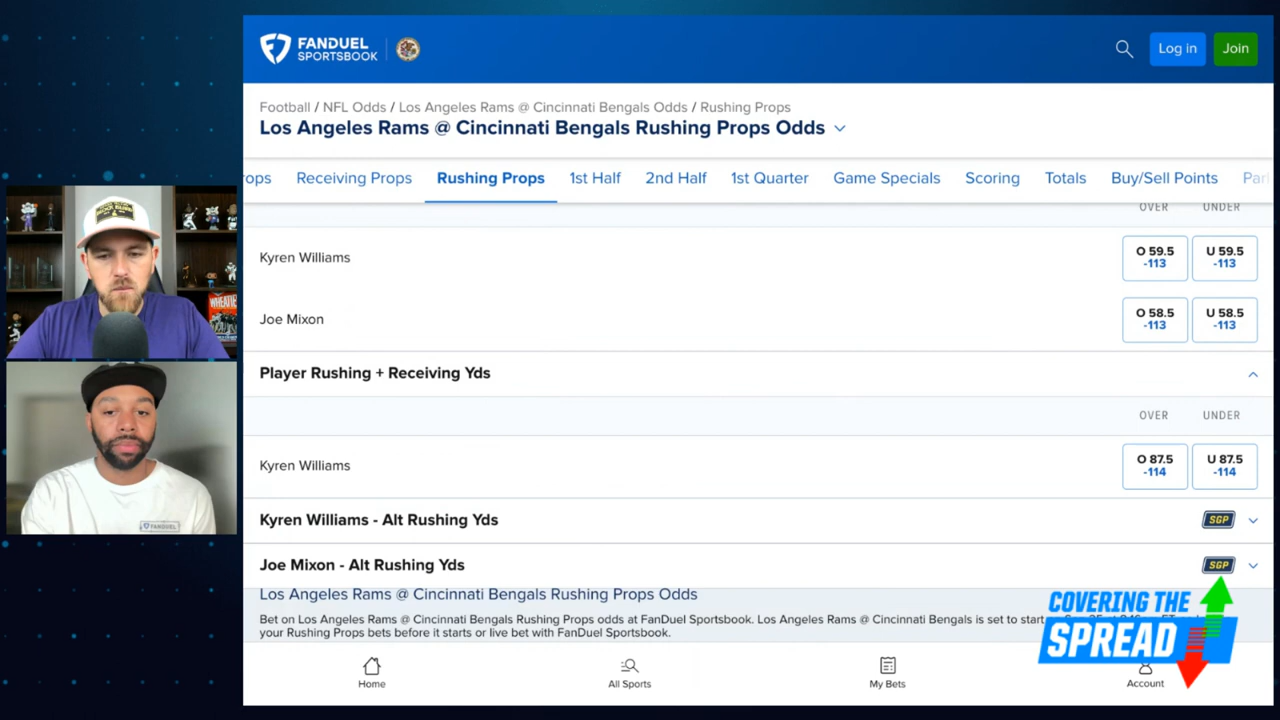 FANDUEL
SPORTSBOOK
Log in
Join
Football / NFL Odds / Los Angeles Rams @ Cincinnati Bengals Odds / Rushing Props
Los Angeles Rams @ Cincinnati Bengals Rushing Props Odds
ops Receiving Props Rushing Props 1st Half 2nd Half 1st Quarter Game Specials Scoring Totals Buy/Sell Points Parl
OVER UNDER
Kyren Williams
O 59.5 U 59.5
-113 -113
Joe Mixon
O 58.5 U 58.5
-113 -113
Player Rushing + Receiving Yds
OVER UNDER
Kyren Williams
O 87.5 U 87.5
-114 -114
Kyren Williams - Alt Rushing Yds SGP
Joe Mixon - Alt Rushing Yds SGP
Los Angeles Rams @ Cincinnati Bengals Rushing Props Odds
Bet on Los Angeles Rams @ Cincinnati Bengals Rushing Props odds at FanDuel Sportsbook. Los Angeles Rams @ Cincinnati Bengals is set to start
your Rushing Props bets before it starts or live bet with FanDuel Sportsbook.
COVERING THE
SPREAD
Home All Sports My Bets Account
WHEATIES
FANDUEL